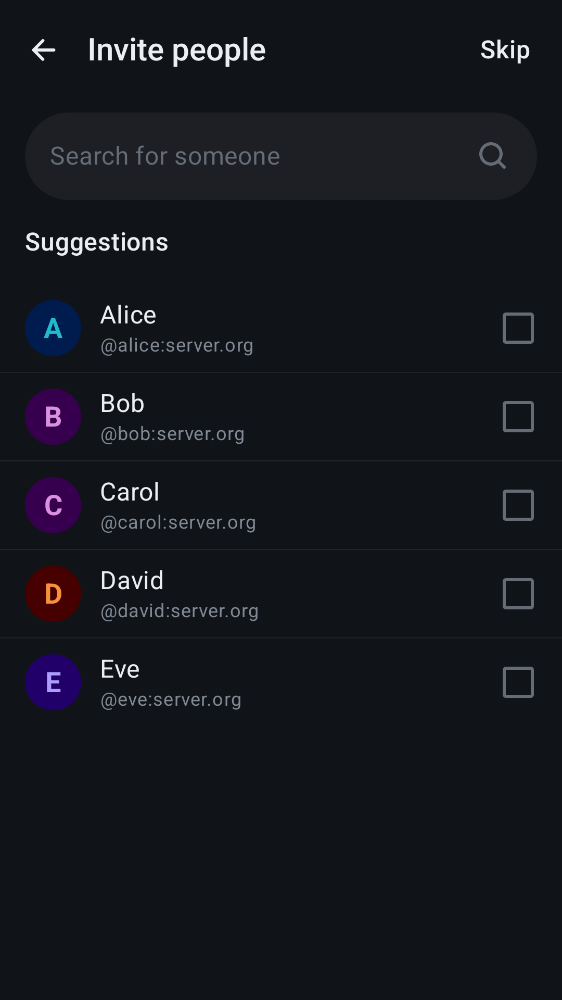 Invite people
Skip
Search for someone
Suggestions
A
Alice
@alice:server.org
B
Bob
@bob:server.org
C
Carol
@carol:server.org
D
David
@david:server.org
E
Eve
@eve:server.org